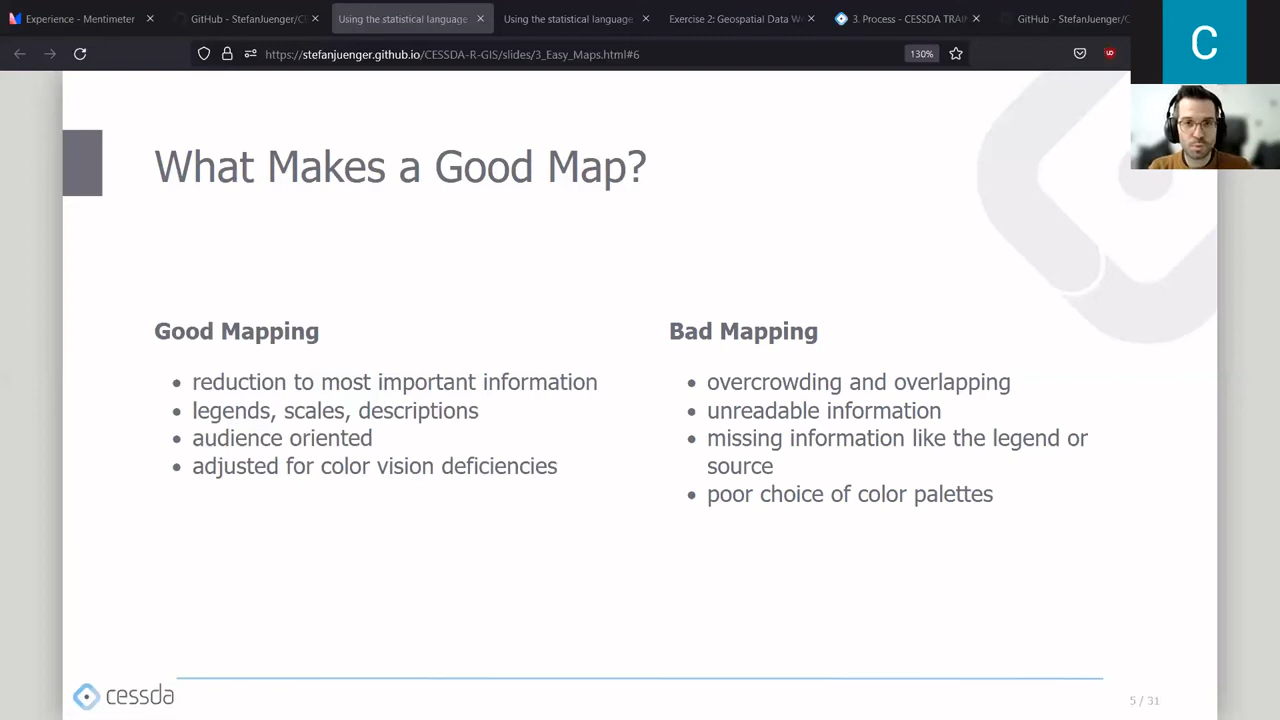 Experience - Mentimeter
GitHub - StefanJuenger/C
Using the statistical language
Using the statistical language
Exercise 2: Geospatial Data W
3. Process - CESSDA TRAI
GitHub - StefanJuenger/C
https://stefanjuenger.github.io/CESSDA-R-GIS/slides/3_Easy_Maps.html#6
130%
C
What Makes a Good Map?
Good Mapping
• reduction to most important information
• legends, scales, descriptions
• audience oriented
• adjusted for color vision deficiencies
Bad Mapping
• overcrowding and overlapping
• unreadable information
• missing information like the legend or
source
• poor choice of color palettes
cessda
5 / 31